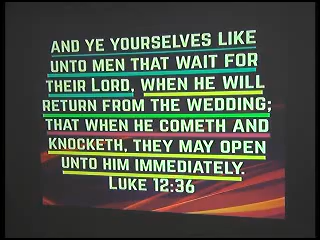 AND YE YOURSELVES LIKE
UNTO MEN THAT WAIT FOR
THEIR LORD, WHEN HE WILL
RETURN FROM THE WEDDING;
THAT WHEN HE COMETH AND
KNOCKETH, THEY MAY OPEN
UNTO HIM IMMEDIATELY.
LUKE 12:36